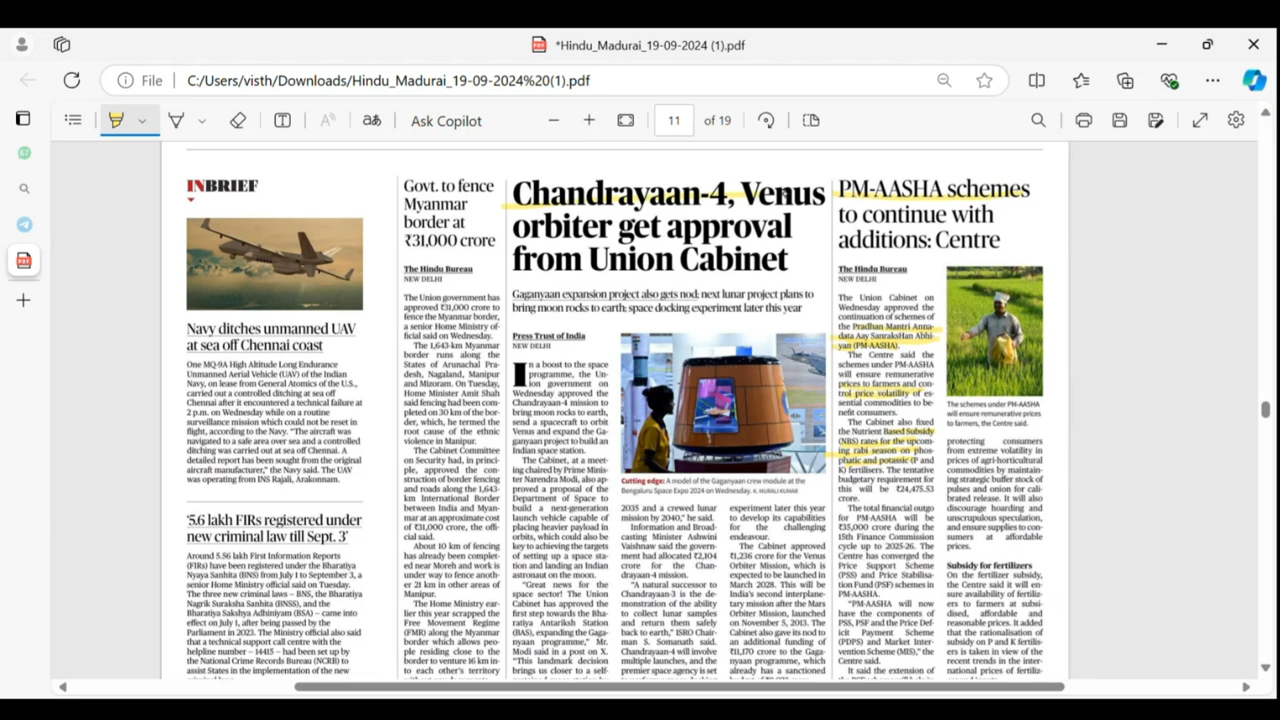 *Hindu_Madurai_19-09-2024 (1).pdf
File
C:/Users/visth/Downloads/Hindu_Madurai_19-09-2024%20(1).pdf
aあ
Ask Copilot
11
of 19
INBRIEF
Navy ditches unmanned UAV
at sea off Chennai coast
One MQ-9A High Altitude Long Endurance
Unmanned Aerial Vehicle (UAV) of the Indian
Navy, on lease from General Atomics of the U.S.,
carried out a controlled ditching at sea off
Chennai after it encountered a technical failure at
2 p.m. on Wednesday while on a routine
surveillance mission which could not be reset in
flight, according to the Navy. "The aircraft was
navigated to a safe area over sea and a controlled
ditching was carried out at sea off Chennai. A
detailed report has been sought from the original
aircraft manufacturer," the Navy said. The UAV
was operating from INS Rajali, Arakonnam.
'5.6 lakh FIRs registered under
new criminal law till Sept. 3'
Around 5.56 lakh First Information Reports
(FIRs) have been registered under the Bharatiya
Nyaya Sanhita (BNS) from July 1 to September 3, a
senior Home Ministry official said on Tuesday.
The three new criminal laws – BNS, the Bharatiya
Nagrik Suraksha Sanhita (BNSS), and the
Bharatiya Sakshya Adhiniyam (BSA) – came into
effect on July 1, after being passed by the
Parliament in 2023. The Ministry official also said
that a technical support call centre with the
helpline number – 14415 – had been set up by
the National Crime Records Bureau (NCRB) to
assist States in the implementation of the new
Govt. to fence
Myanmar
border at
₹31,000 crore
The Hindu Bureau
NEW DELHI
The Union government has
approved ₹31,000 crore to
fence the Myanmar border,
a senior Home Ministry of-
ficial said on Wednesday.
The 1,643-km Myanmar
border runs along the
States of Arunachal Pra-
desh, Nagaland, Manipur
and Mizoram. On Tuesday,
Home Minister Amit Shah
said fencing had been com-
pleted on 30 km of the bor-
der, which, he termed the
root cause of the ethnic
violence in Manipur.
The Cabinet Committee
on Security had, in princi-
ple, approved the con-
struction of border fencing
and roads along the 1,643-
km International Border
between India and Myan-
mar at an approximate cost
of ₹31,000 crore, the offi-
cial said.
About 10 km of fencing
has already been complet-
ed near Moreh and work is
under way to fence anoth-
er 21 km in other areas of
Manipur.
The Home Ministry ear-
lier this year scrapped the
Free Movement Regime
(FMR) along the Myanmar
border which allows peo-
ple residing close to the
border to venture 16 km in-
to each other's territory
Chandrayaan-4, Venus
orbiter get approval
from Union Cabinet
Gaganyaan expansion project also gets nod; next lunar project plans to
bring moon rocks to earth; space docking experiment later this year
Press Trust of India
NEW DELHI
In a boost to the space
programme, the Un-
ion government on
Wednesday approved the
Chandrayaan-4 mission to
bring moon rocks to earth,
send a spacecraft to orbit
Venus and expand the Ga-
ganyaan project to build an
Indian space station.
The Cabinet, at a meet-
ing chaired by Prime Minis-
ter Narendra Modi, also ap-
proved a proposal of the
Department of Space to
build a next-generation
launch vehicle capable of
placing heavier payload in
orbits, which could also be
key to achieving the targets
of setting up a space sta-
tion and landing an Indian
astronaut on the moon.
"Great news for the
space sector! The Union
Cabinet has approved the
first step towards the Bha-
ratiya Antariksh Station
(BAS), expanding the Gaga-
nyaan programme," Mr.
Modi said in a post on X.
"This landmark decision
brings us closer to a self-
Cutting edge: A model of the Gaganyaan crew module at the
Bengaluru Space Expo 2024 on Wednesday. K. MURALI KUMAR
2035 and a crewed lunar
mission by 2040," he said.
Information and Broad-
casting Minister Ashwini
Vaishnaw said the govern-
ment had allocated ₹2,104
crore for the Chan-
drayaan-4 mission.
"A natural successor to
Chandrayaan-3 is the de-
monstration of the ability
to collect lunar samples
and return them safely
back to earth," ISRO Chair-
man S. Somanath said.
Chandrayaan-4 will involve
multiple launches, and the
premier space agency is set
experiment later this year
to develop its capabilities
for the challenging
endeavour.
The Cabinet approved
₹1,236 crore for the Venus
Orbiter Mission, which is
expected to be launched in
March 2028. This will be
India's second interplane-
tary mission after the Mars
Orbiter Mission, launched
on November 5, 2013. The
Cabinet also gave its nod to
an additional funding of
₹11,170 crore to the Gaga-
nyaan programme, which
already has a sanctioned
PM-AASHA schemes
to continue with
additions: Centre
The Hindu Bureau
NEW DELHI
The Union Cabinet on
Wednesday approved the
continuation of schemes of
the Pradhan Mantri Anna-
data Aay SanraksHan Abhi-
yan (PM-AASHA).
The Centre said the
schemes under PM-AASHA
will ensure remunerative
prices to farmers and con-
trol price volatility of es-
sential commodities to be-
nefit consumers.
The Cabinet also fixed
the Nutrient Based Subsidy
(NBS) rates for the upcom-
ing rabi season on phos-
phatic and potassic (P and
K) fertilisers. The tentative
budgetary requirement for
this will be ₹24,475.53
crore.
The total financial outgo
for PM-AASHA will be
₹35,000 crore during the
15th Finance Commission
cycle up to 2025-26. The
Centre has converged the
Price Support Scheme
(PSS) and Price Stabilisa-
tion Fund (PSF) schemes in
PM-AASHA.
"PM-AASHA will now
have the components of
PSS, PSF and the Price Def-
icit Payment Scheme
(PDPS) and Market Inter-
vention Scheme (MIS)," the
Centre said.
It said the extension of
The schemes under PM-AASHA
will ensure remunerative prices
to farmers, the Centre said.
protecting consumers
from extreme volatility in
prices of agri-horticultural
commodities by maintain-
ing strategic buffer stock of
pulses and onion for cali-
brated release. It will also
discourage hoarding and
unscrupulous speculation,
and ensure supplies to con-
sumers at affordable
prices.
Subsidy for fertilizers
On the fertilizer subsidy,
the Centre said it will en-
sure availability of fertiliz-
ers to farmers at subsi-
dised, affordable and
reasonable prices. It added
that the rationalisation of
subsidy on P and K fertilis-
ers is taken in view of the
recent trends in the inter-
national prices of fertiliz-